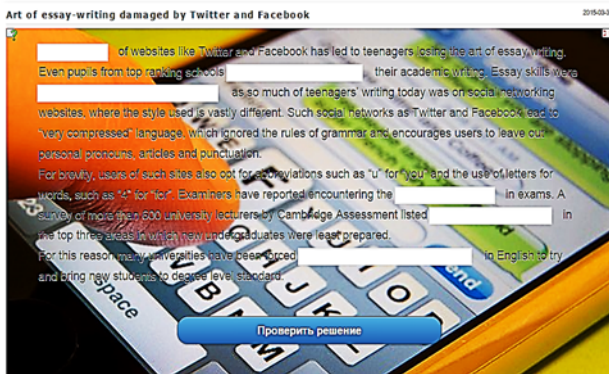 Art of essay-writing damaged by Twitter and Facebook
of websites like Twitter and Facebook has led to teenagers losing the art of essay writing.
Even pupils from top ranking schools their academic writing. Essay skills were
as so much of teenagers' writing today was on social networking
websites, where the style used is vastly different. Such social networks as Twitter and Facebook lead to
"very compressed" language, which ignored the rules of grammar and encourages users to leave out
personal pronouns, articles and punctuation.
For brevity, users of such sites also opt for abbreviations such as "u" for "you" and the use of letters for
words, such as "4" for "for". Examiners have reported encountering the in exams. A
survey of more than 600 university lecturers by Cambridge Assessment listed in
the top three areas in which new undergraduates were least prepared.
For this reason many universities have been forced in English to try
and bring new students to degree level standard.
space
B N M J K I O
Проверить решение